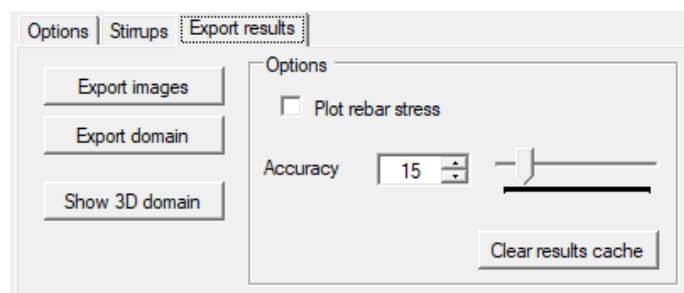 Options Stirrups Export results
Export images
Export domain
Show 3D domain
Options
Plot rebar stress
Accuracy 15
Clear results cache